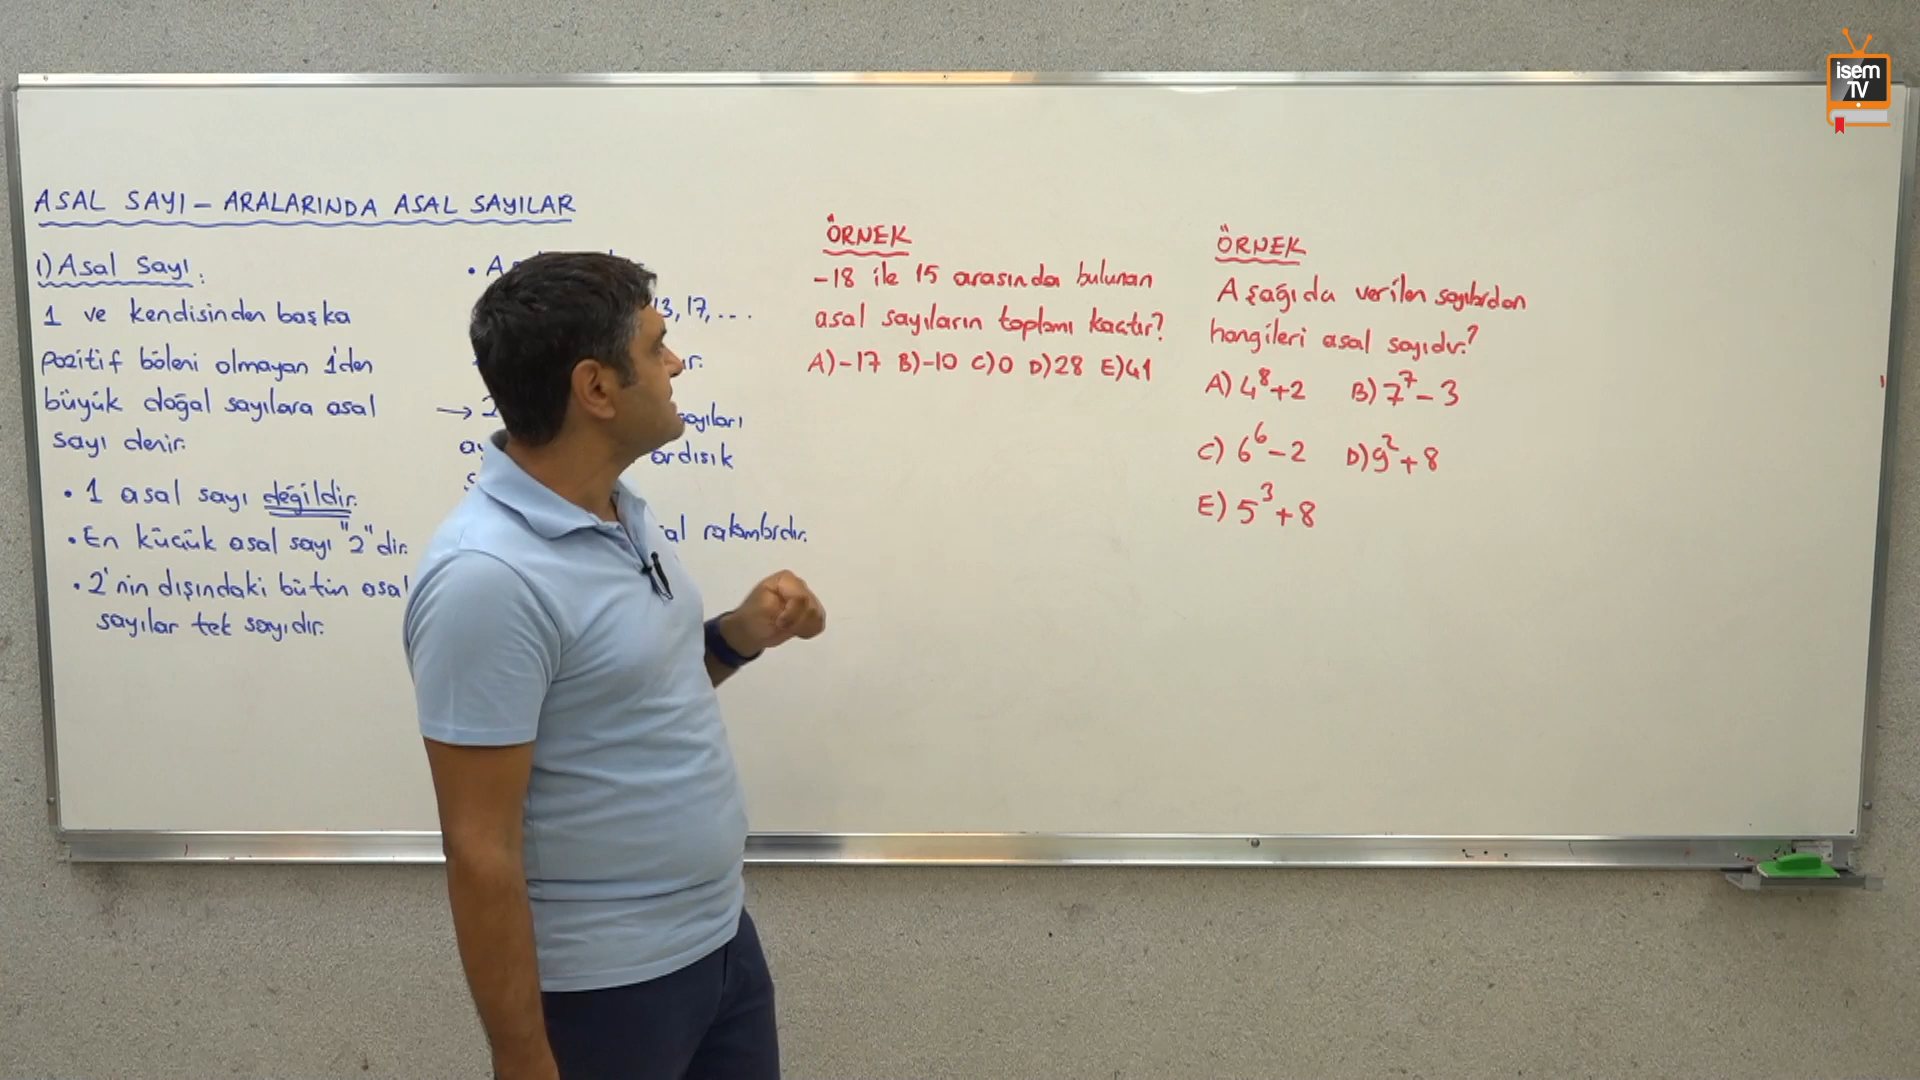 isem
TV
ASAL SAYI – ARALARINDA ASAL SAYILAR
1) Asal Sayı:
1 ve kendisinden başka
pozitif böleni olmayan 1'den
büyük doğal sayılara asal
sayı denir.
• 1 asal sayı değildir.
• En küçük asal sayı "2" dir.
• 2'nin dışındaki bütün asal
sayılar tek sayıdır.
13, 17, ...
→
sayıları
ardışık
rakamlardır.
ÖRNEK
-18 ile 15 arasında bulunan
asal sayıların toplamı kaçtır?
A)-17 B)-10 C)0 D)28 E)41
ÖRNEK
Aşağıda verilen sayılardan
hangileri asal sayıdır?
A) 4⁸+2 B) 7⁷-3
C) 6⁶-2 D) 9²+8
E) 5³+8